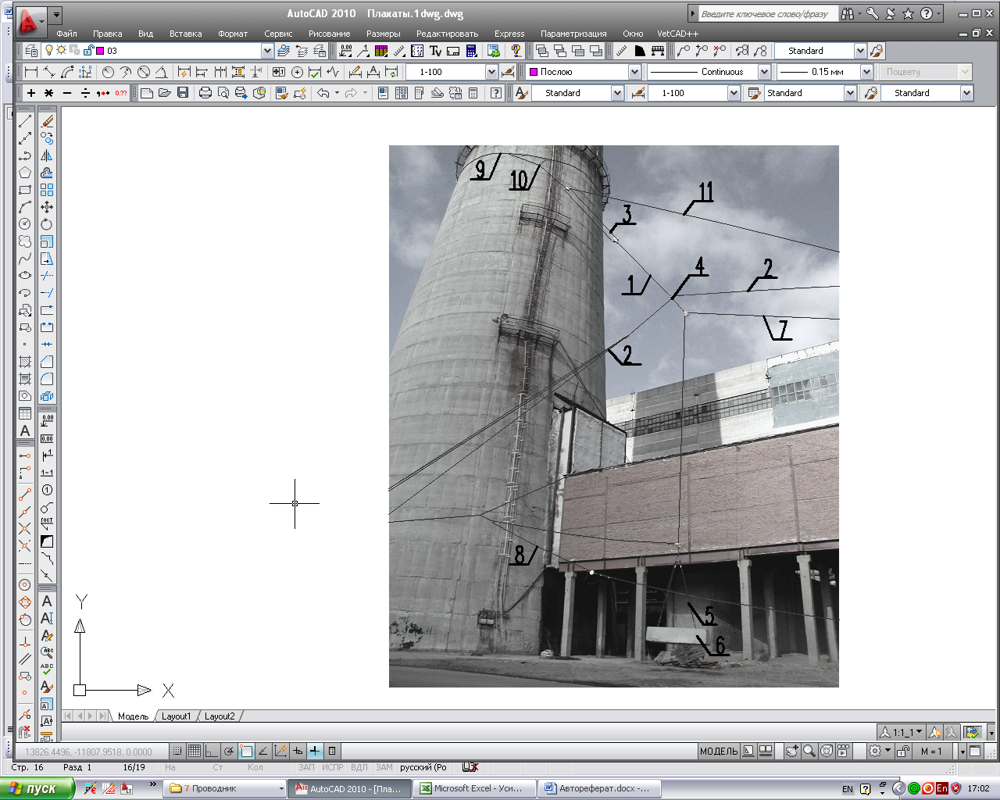 AutoCAD 2010 Плакаты.1dwg.dwg
Введите ключевое слово/фразу
Файл Правка Вид Вставка Формат Сервис Рисование Размеры Редактировать Express Параметризация Окно VetCAD++
03
Standard
1-100
Послою
Continuous
0.15 мм
Поцвету
Standard
1-100
Standard
Standard
9
10
11
3
4
2
1
7
2
8
5
6
Y
X
Модель Layout1 Layout2
1:1_1
13826.4496, -11807.9518, 0.0000
МОДЕЛЬ
М = 1
Стр. 16 Разд 1 16/19 На Ст Кол ЗАП ИСПР ВДЛ ЗАМ русский (Ро
пуск
7 Проводник
AutoCAD 2010 - [Пла...
Microsoft Excel - Уси...
Автореферат.docx -...
EN
En
17:02